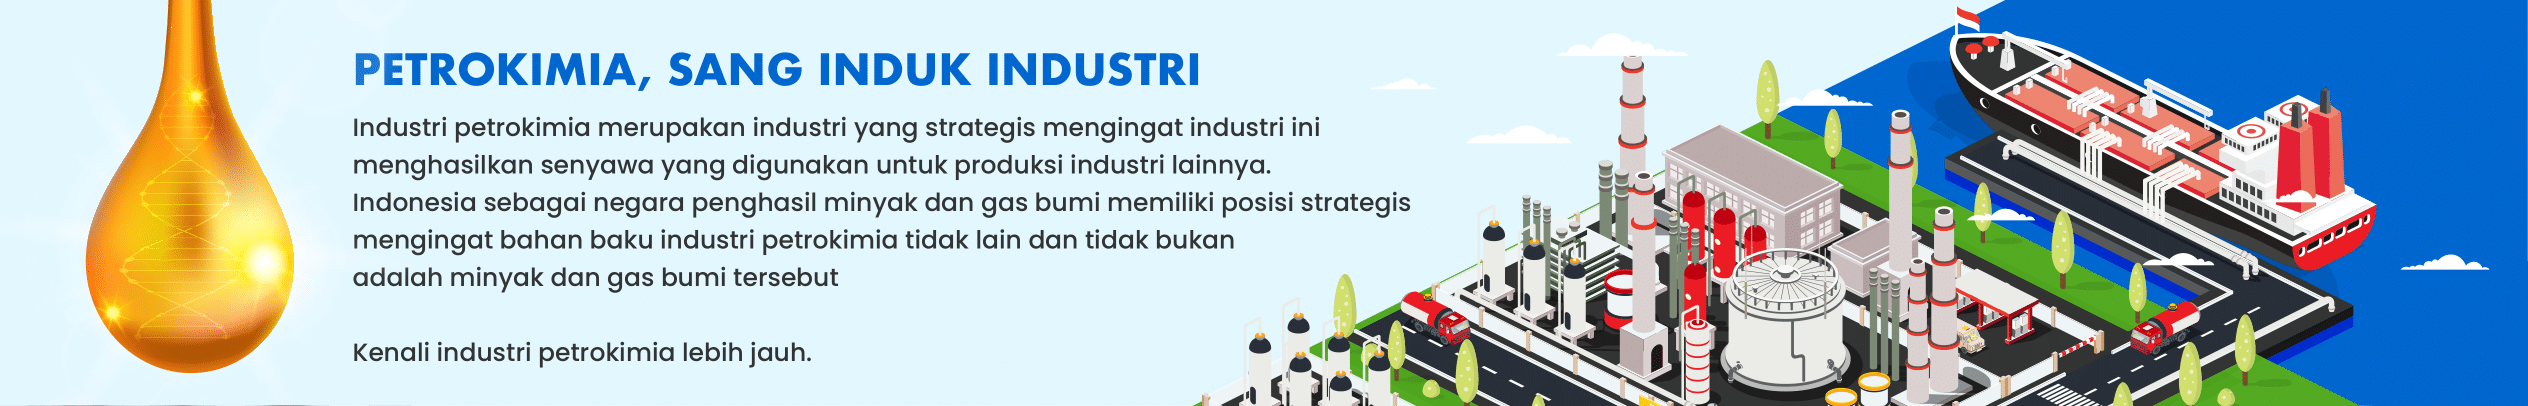 PETROKIMIA, SANG INDUK INDUSTRI
Industri petrokimia merupakan industri yang strategis mengingat industri ini
menghasilkan senyawa yang digunakan untuk produksi industri lainnya.
Indonesia sebagai negara penghasil minyak dan gas bumi memiliki posisi strategis
mengingat bahan baku industri petrokimia tidak lain dan tidak bukan
adalah minyak dan gas bumi tersebut
Kenali industri petrokimia lebih jauh.